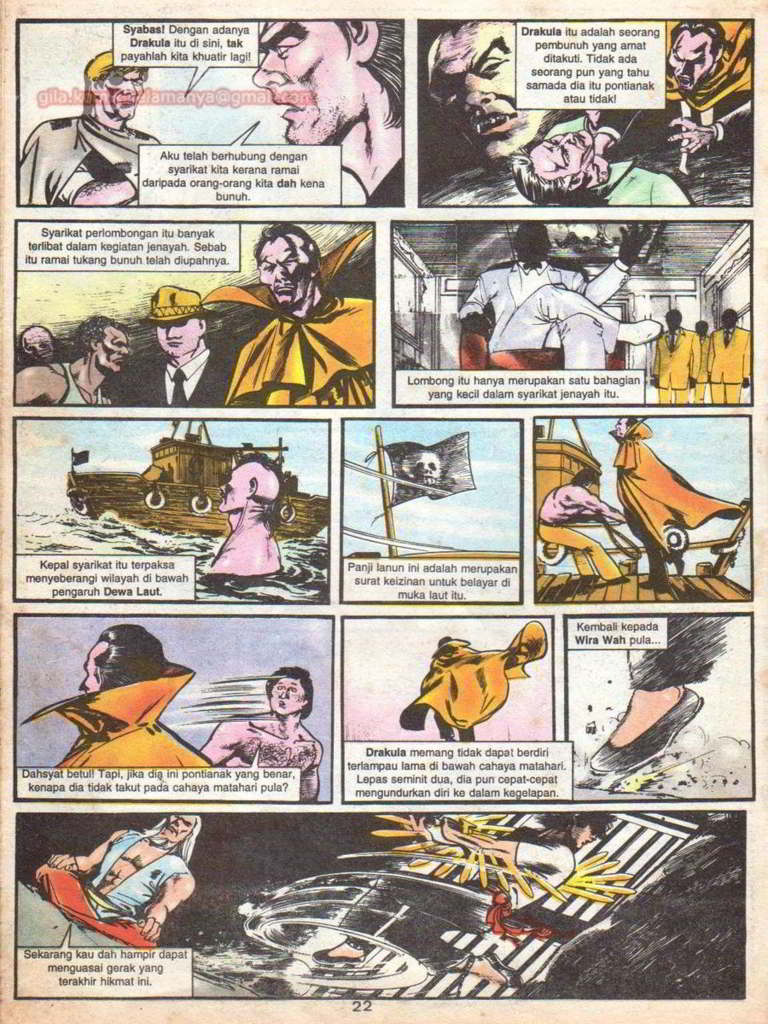 Syabas! Dengan adanya
Drakula itu di sini, tak
payahlah kita khuatir lagi!
Aku telah berhubung dengan
syarikat kita kerana ramai
daripada orang-orang kita dah kena
bunuh.
Drakula itu adalah seorang
pembunuh yang amat
ditakuti. Tidak ada
seorang pun yang tahu
samada dia itu pontianak
atau tidak!
Syarikat perlombongan itu banyak
terlibat dalam kegiatan jenayah. Sebab
itu ramai tukang bunuh telah diupahnya.
Lombong itu hanya merupakan satu bahagian
yang kecil dalam syarikat jenayah itu.
Kepal syarikat itu terpaksa
menyeberangi wilayah di bawah
pengaruh Dewa Laut.
Panji lanun ini adalah merupakan
surat keizinan untuk belayar di
muka laut itu.
Dahsyat betul! Tapi, jika dia ini pontianak yang benar,
kenapa dia tidak takut pada cahaya matahari pula?
Drakula memang tidak dapat berdiri
terlampau lama di bawah cahaya matahari.
Lepas seminit dua, dia pun cepat-cepat
mengundurkan diri ke dalam kegelapan.
Kembali kepada
Wira Wah pula...
Sekarang kau dah hampir dapat
menguasai gerak yang
terakhir hikmat ini.
22